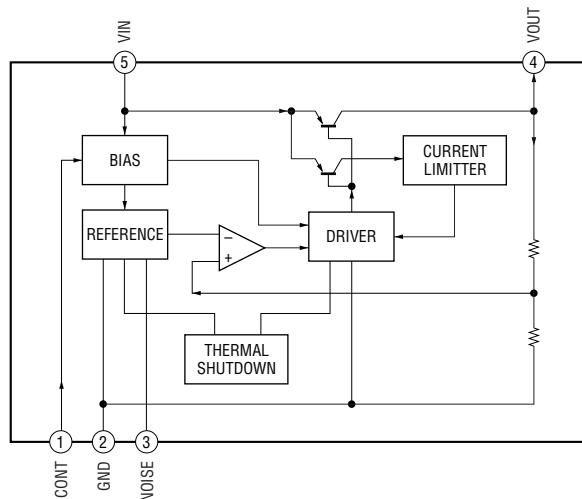 VIN
VOUT
5
4
BIAS
CURRENT
LIMITTER
REFERENCE
−
+
DRIVER
THERMAL
SHUTDOWN
1
2
3
CONT
GND
NOISE